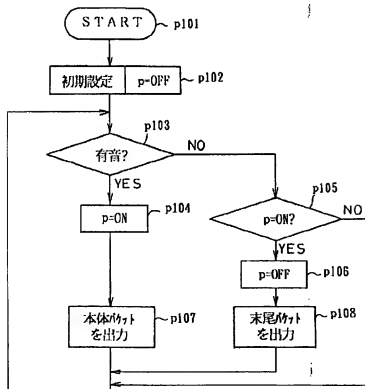 START
p101
初期設定 p=OFF
p102
p103
有音?
NO
YES
p104
p=ON
p105
p=ON?
NO
YES
p=OFF
p106
本体パケット
を出力
p107
末尾パケット
を出力
p108